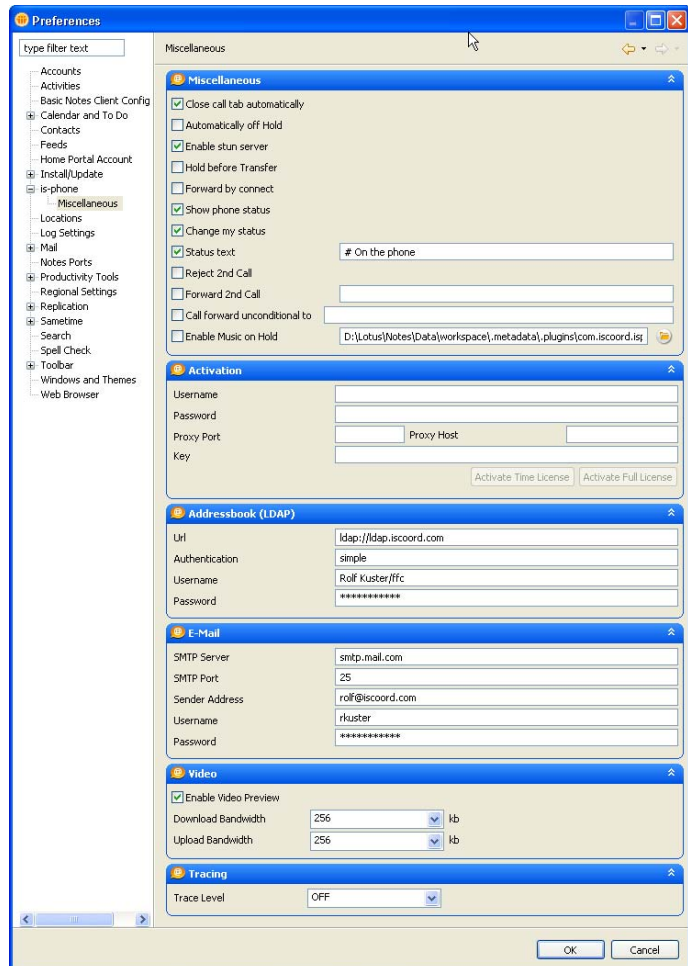 Preferences
type filter text
Accounts
Activities
Basic Notes Client Config
Calendar and To Do
Contacts
Feeds
Home Portal Account
Install/Update
is-phone
Miscellaneous
Locations
Log Settings
Mail
Notes Ports
Productivity Tools
Regional Settings
Replication
Sametime
Search
Spell Check
Toolbar
Windows and Themes
Web Browser
Miscellaneous
Miscellaneous
Close call tab automatically
Automatically off Hold
Enable stun server
Hold before Transfer
Forward by connect
Show phone status
Change my status
Status text # On the phone
Reject 2nd Call
Forward 2nd Call
Call forward unconditional to
Enable Music on Hold D:\Lotus\Notes\Data\workspace\.metadata\.plugins\com.iscoord.isp
Activation
Username
Password
Proxy Port Proxy Host
Key
Activate Time License Activate Full License
Addressbook (LDAP)
Url ldap://ldap.iscoord.com
Authentication simple
Username Rolf Kuster/ffc
Password ***********
E-Mail
SMTP Server smtp.mail.com
SMTP Port 25
Sender Address rolf@iscoord.com
Username rkuster
Password ***********
Video
Enable Video Preview
Download Bandwidth 256 kb
Upload Bandwidth 256 kb
Tracing
Trace Level OFF
OK Cancel